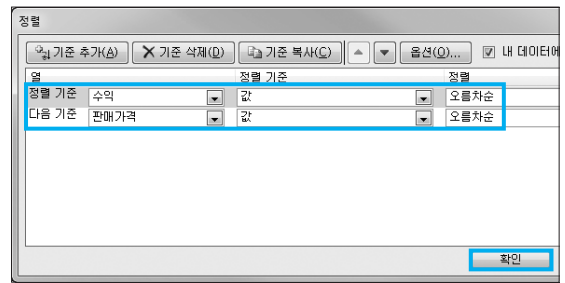 정렬
기준 추가(A) 기준 삭제(D) 기준 복사(C) 옵션(O)... 내 데이터에
열 정렬 기준 정렬
정렬 기준 수익 값 오름차순
다음 기준 판매가격 값 오름차순
확인